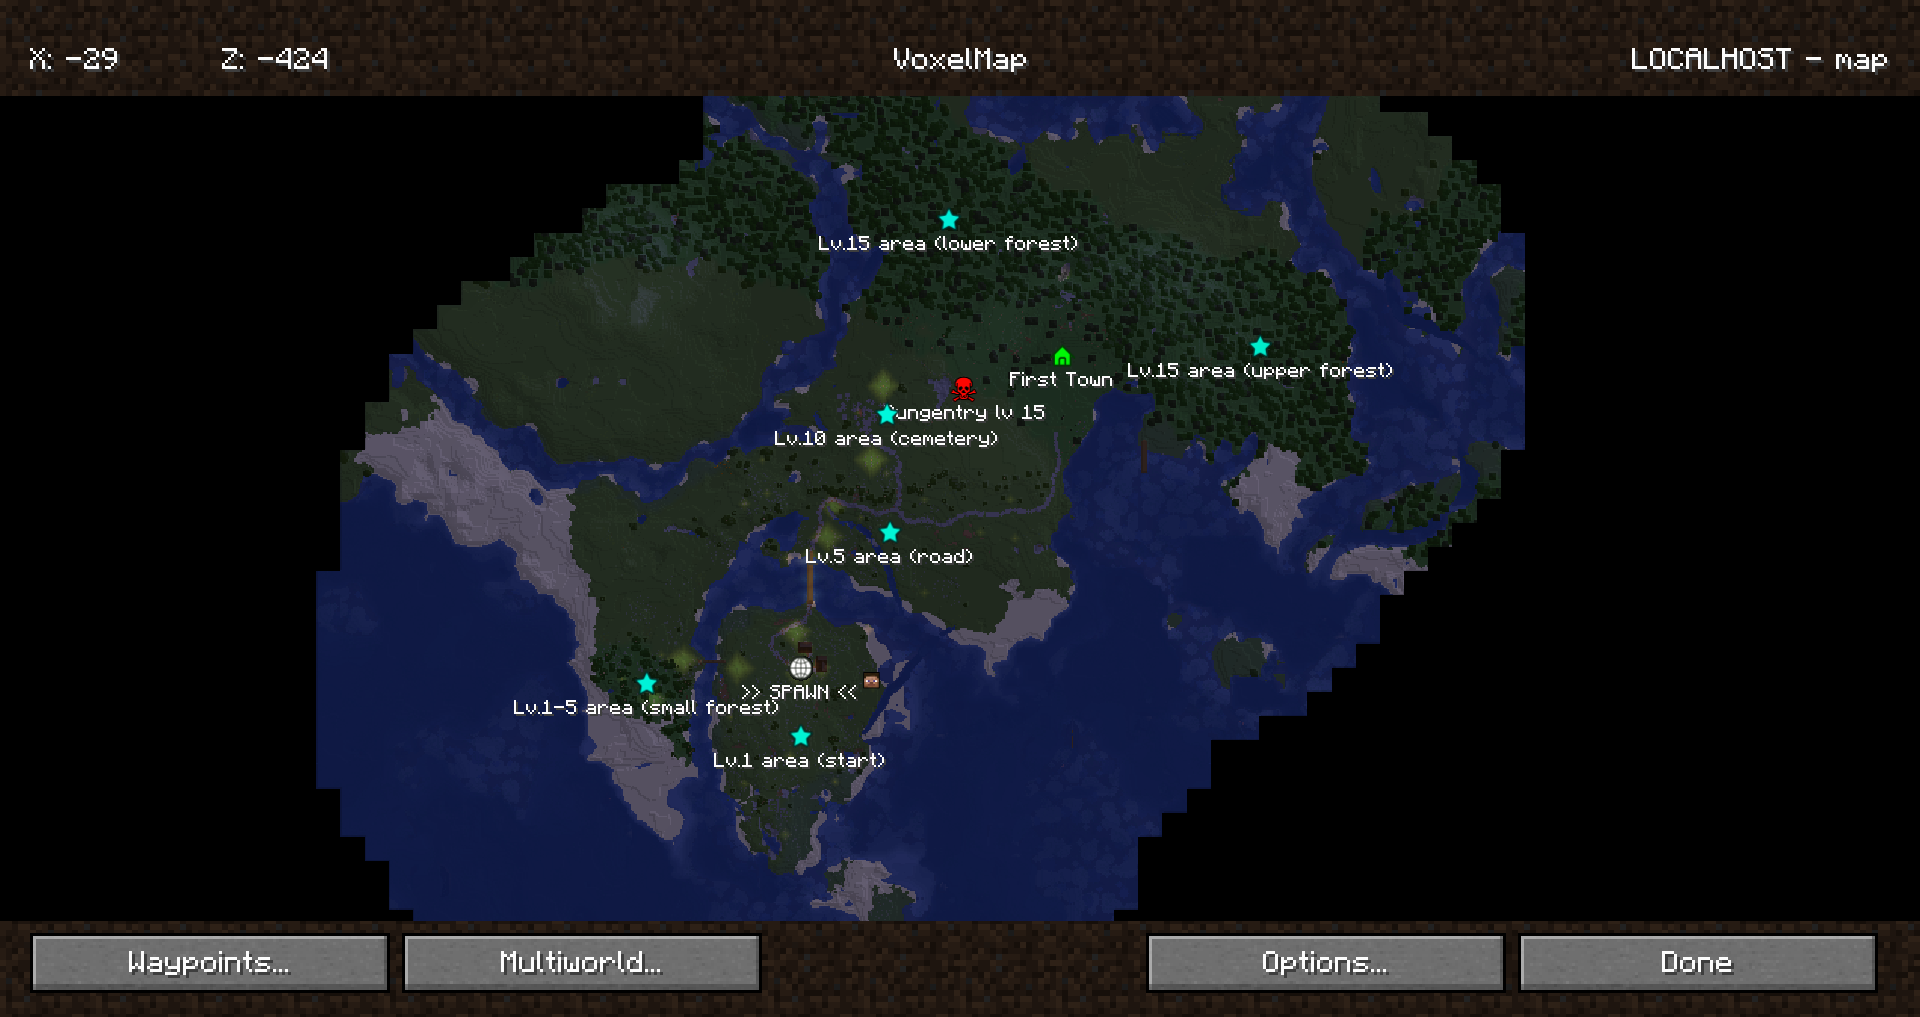 X: -29 Z: -424 VoxelMap LOCALHOST - map
Lv.15 area (lower forest)
Lv.15 area (upper forest)
First Town
ungentry lv 15
Lv.10 area (cemetery)
Lv.5 area (road)
>> SPAWN <<
Lv.1-5 area (small forest)
Lv.1 area (start)
Waypoints... Multiworld... Options... Done